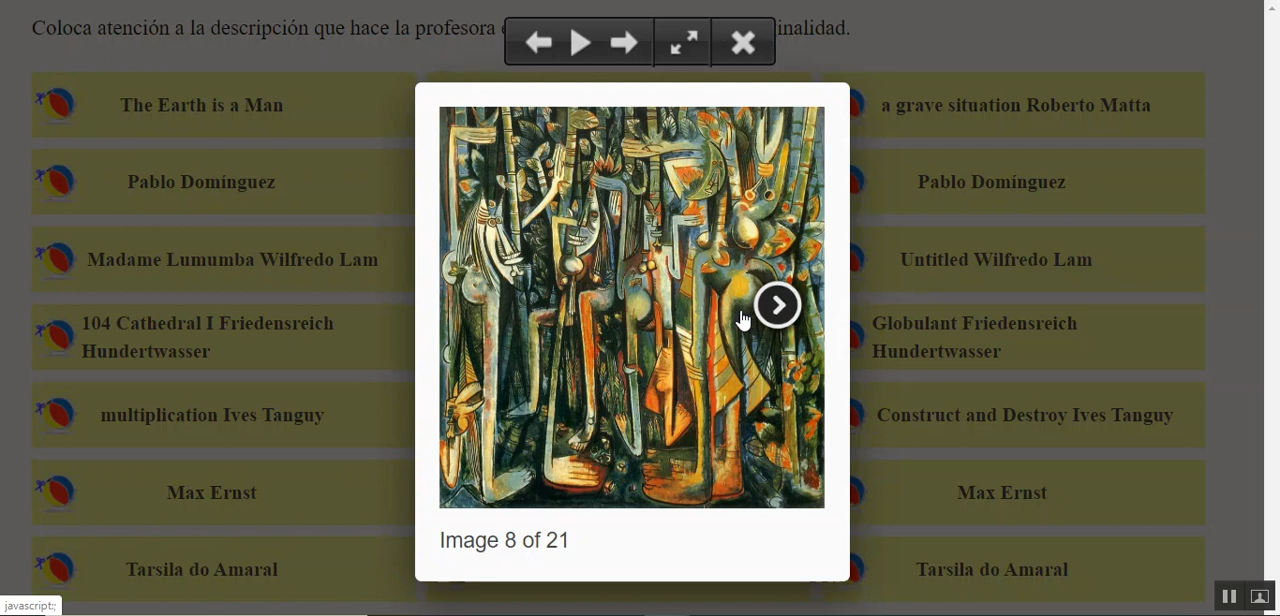 Coloca atención a la descripción que hace la profesora
inalidad.
The Earth is a Man
a grave situation Roberto Matta
Pablo Domínguez
Pablo Domínguez
Madame Lumumba Wilfredo Lam
Untitled Wilfredo Lam
104 Cathedral I Friedensreich
Hundertwasser
Globulant Friedensreich
Hundertwasser
multiplication Ives Tanguy
Construct and Destroy Ives Tanguy
Max Ernst
Max Ernst
Image 8 of 21
Tarsila do Amaral
Tarsila do Amaral
javascript:;